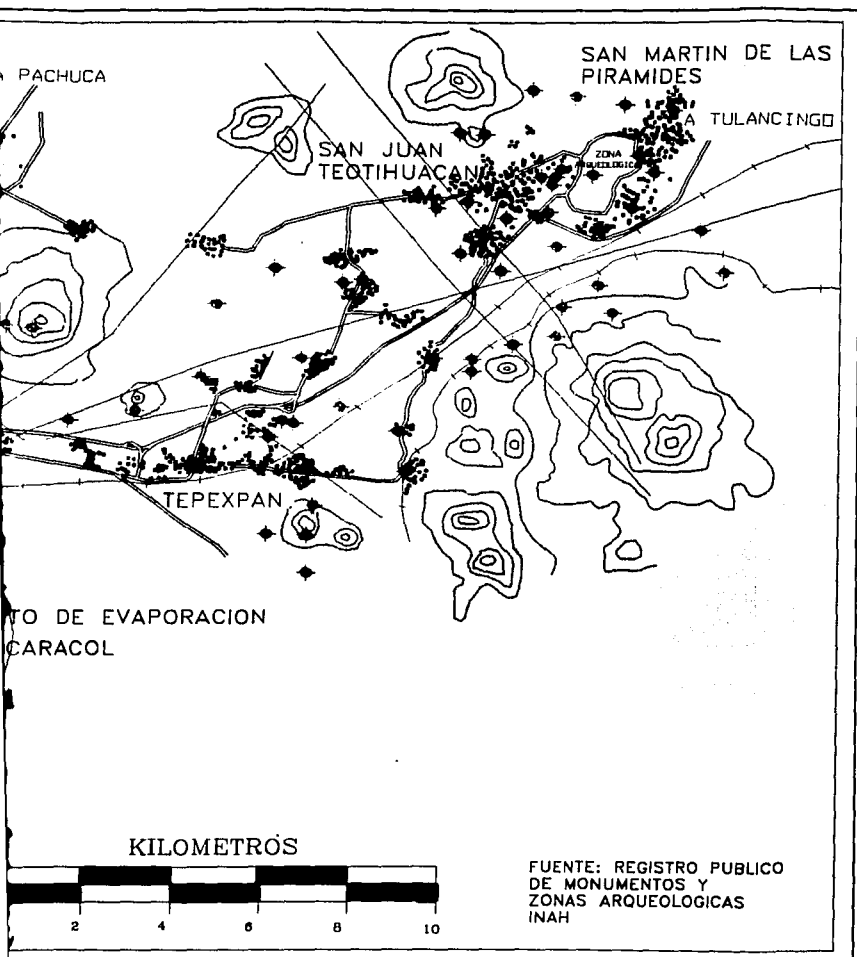 SAN MARTIN DE LAS
PIRAMIDES
A PACHUCA
A TULANCINGO
SAN JUAN
TEOTIHUACAN
ZONA
ARQUEOLOGICA
TEPEXPAN
TO DE EVAPORACION
CARACOL
KILOMETROS
2 4 6 8 10
FUENTE: REGISTRO PUBLICO
DE MONUMENTOS Y
ZONAS ARQUEOLOGICAS
INAH